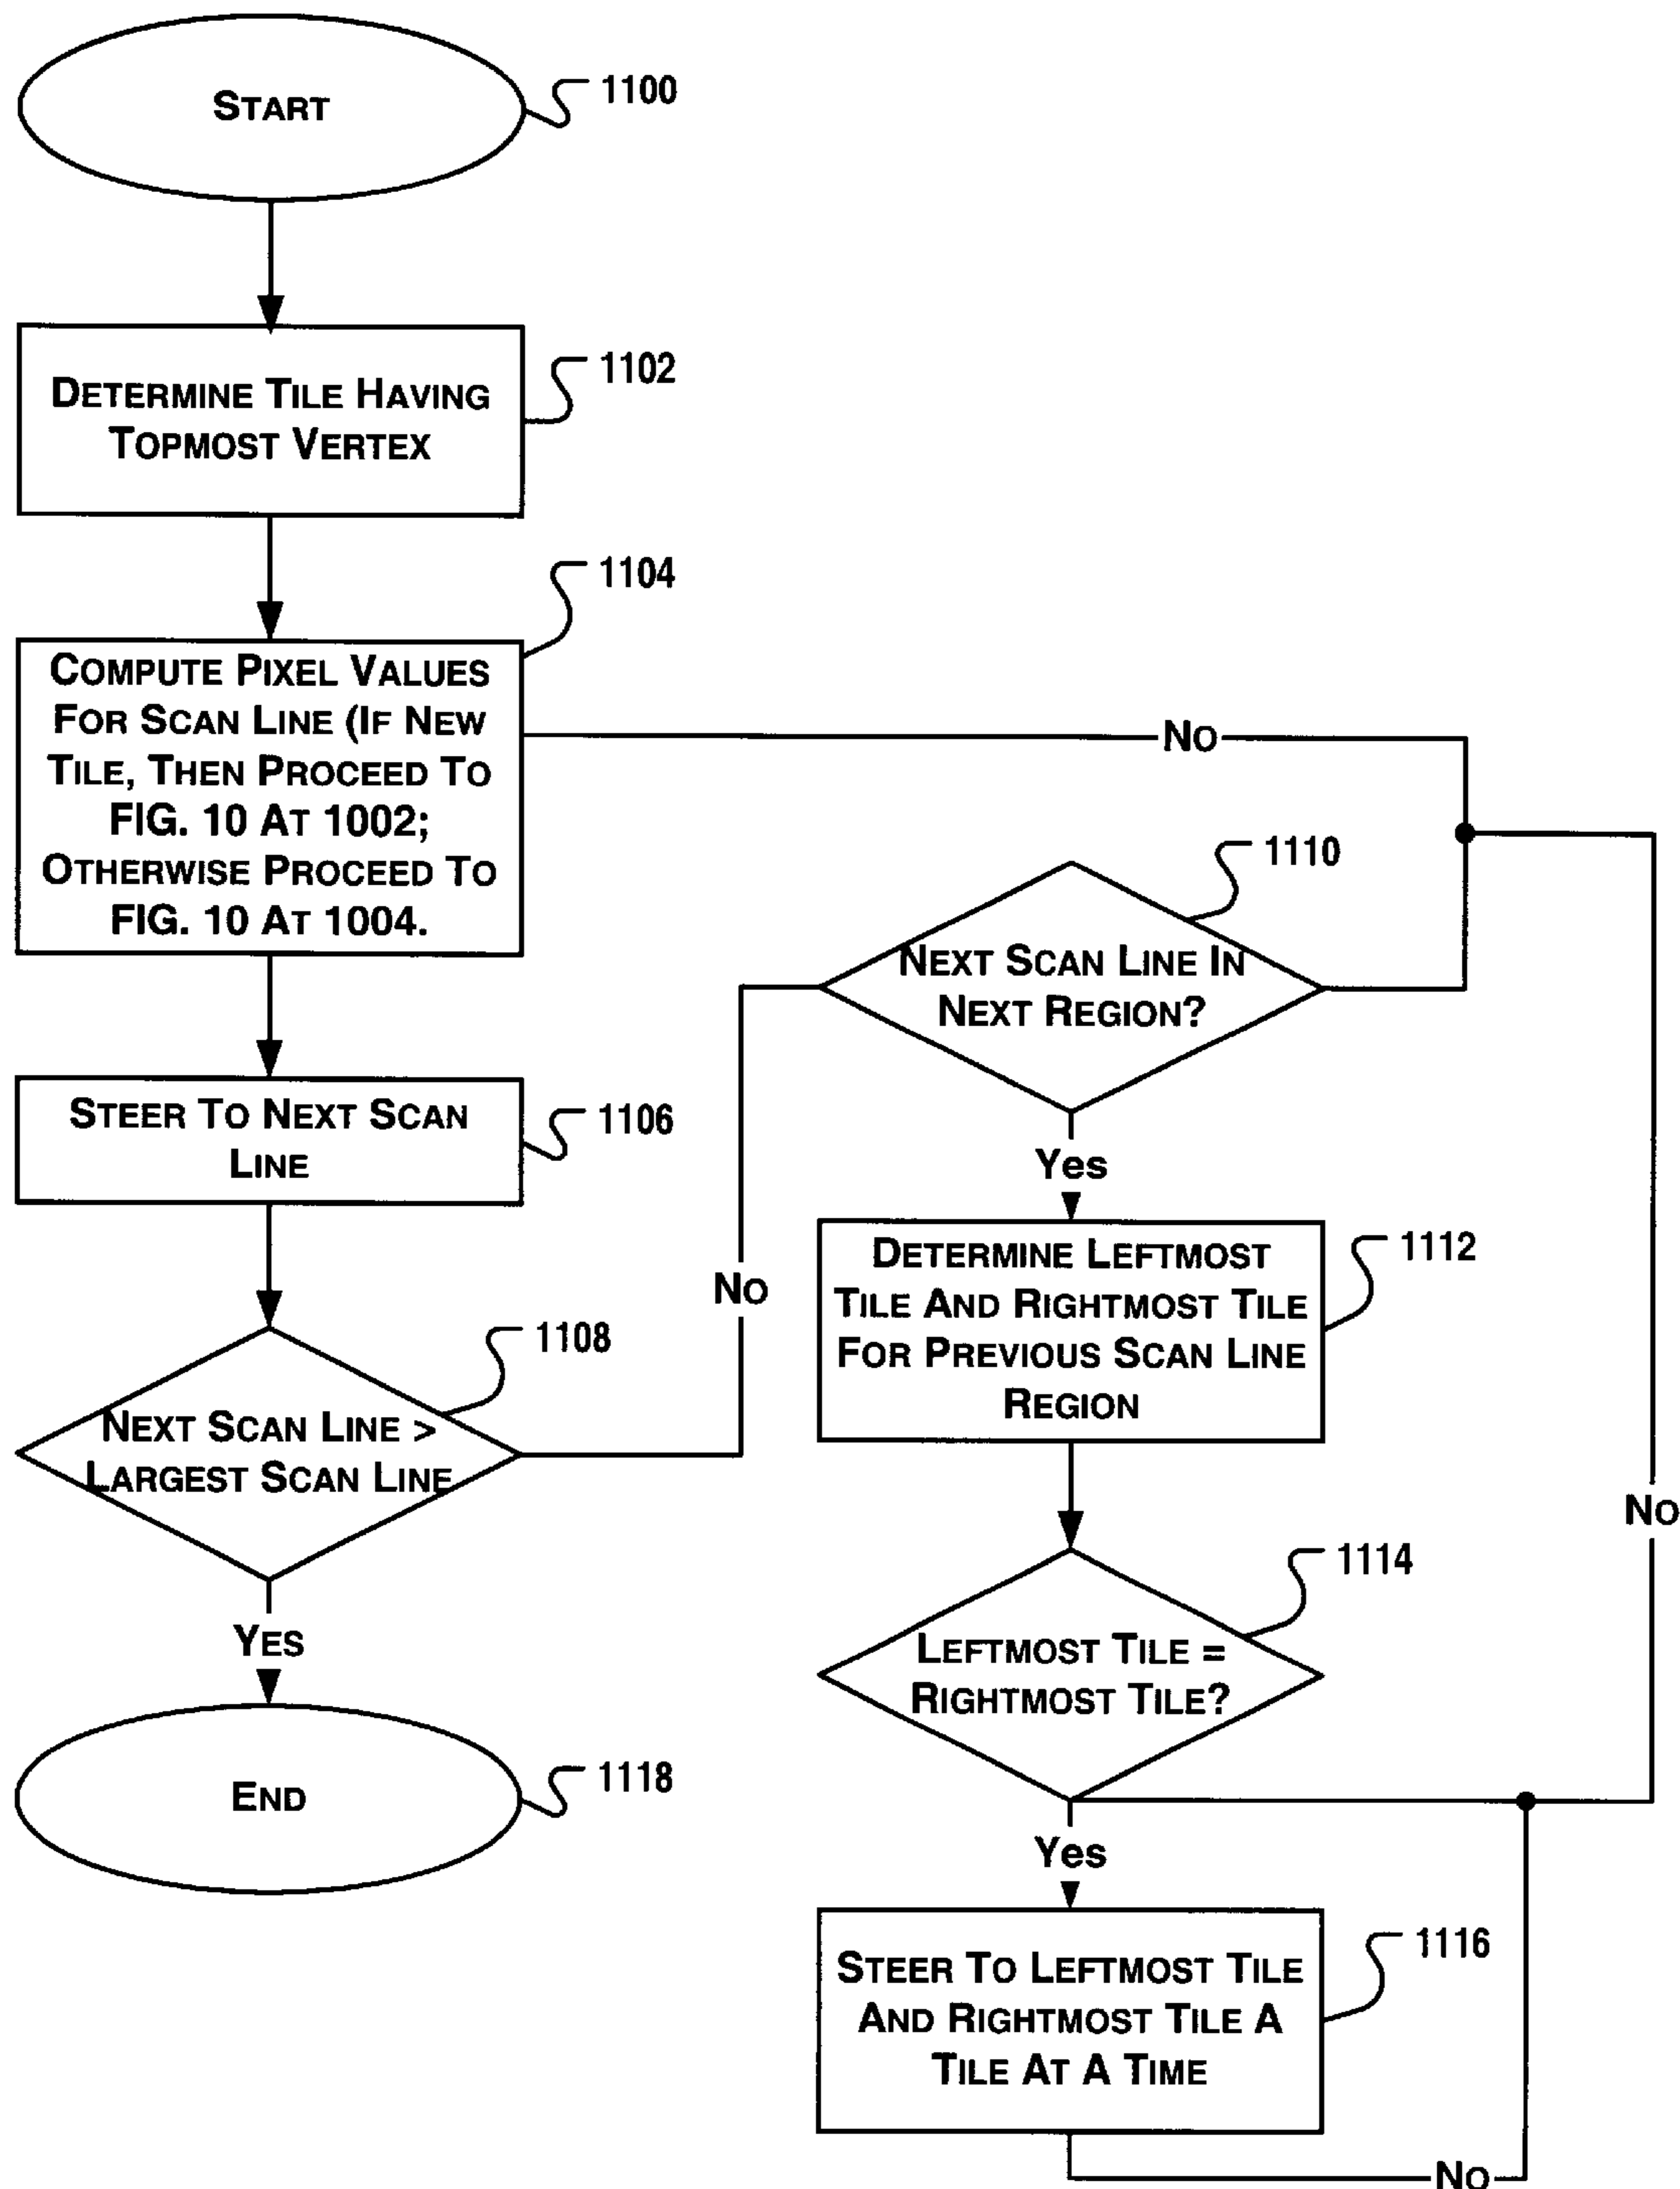 START
1100
DETERMINE TILE HAVING
TOPMOST VERTEX
1102
COMPUTE PIXEL VALUES
FOR SCAN LINE (IF NEW
TILE, THEN PROCEED TO
FIG. 10 AT 1002;
OTHERWISE PROCEED TO
FIG. 10 AT 1004.
1104
NO
STEER TO NEXT SCAN
LINE
1106
NEXT SCAN LINE >
LARGEST SCAN LINE
1108
NO
YES
END
1118
NEXT SCAN LINE IN
NEXT REGION?
1110
Yes
DETERMINE LEFTMOST
TILE AND RIGHTMOST TILE
FOR PREVIOUS SCAN LINE
REGION
1112
LEFTMOST TILE =
RIGHTMOST TILE?
1114
NO
Yes
STEER TO LEFTMOST TILE
AND RIGHTMOST TILE A
TILE AT A TIME
1116
NO